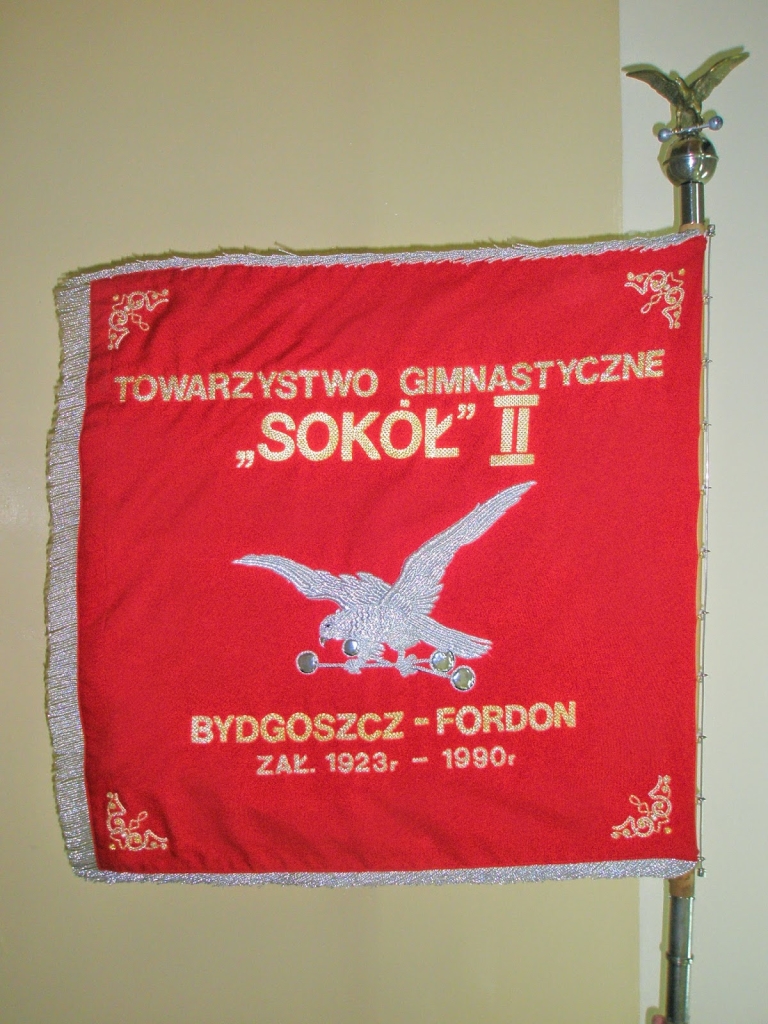 TOWARZYSTWO GIMNASTYCZNE
„SOKÓŁ” II
BYDGOSZCZ - FORDON
ZAŁ. 1923r - 1990r